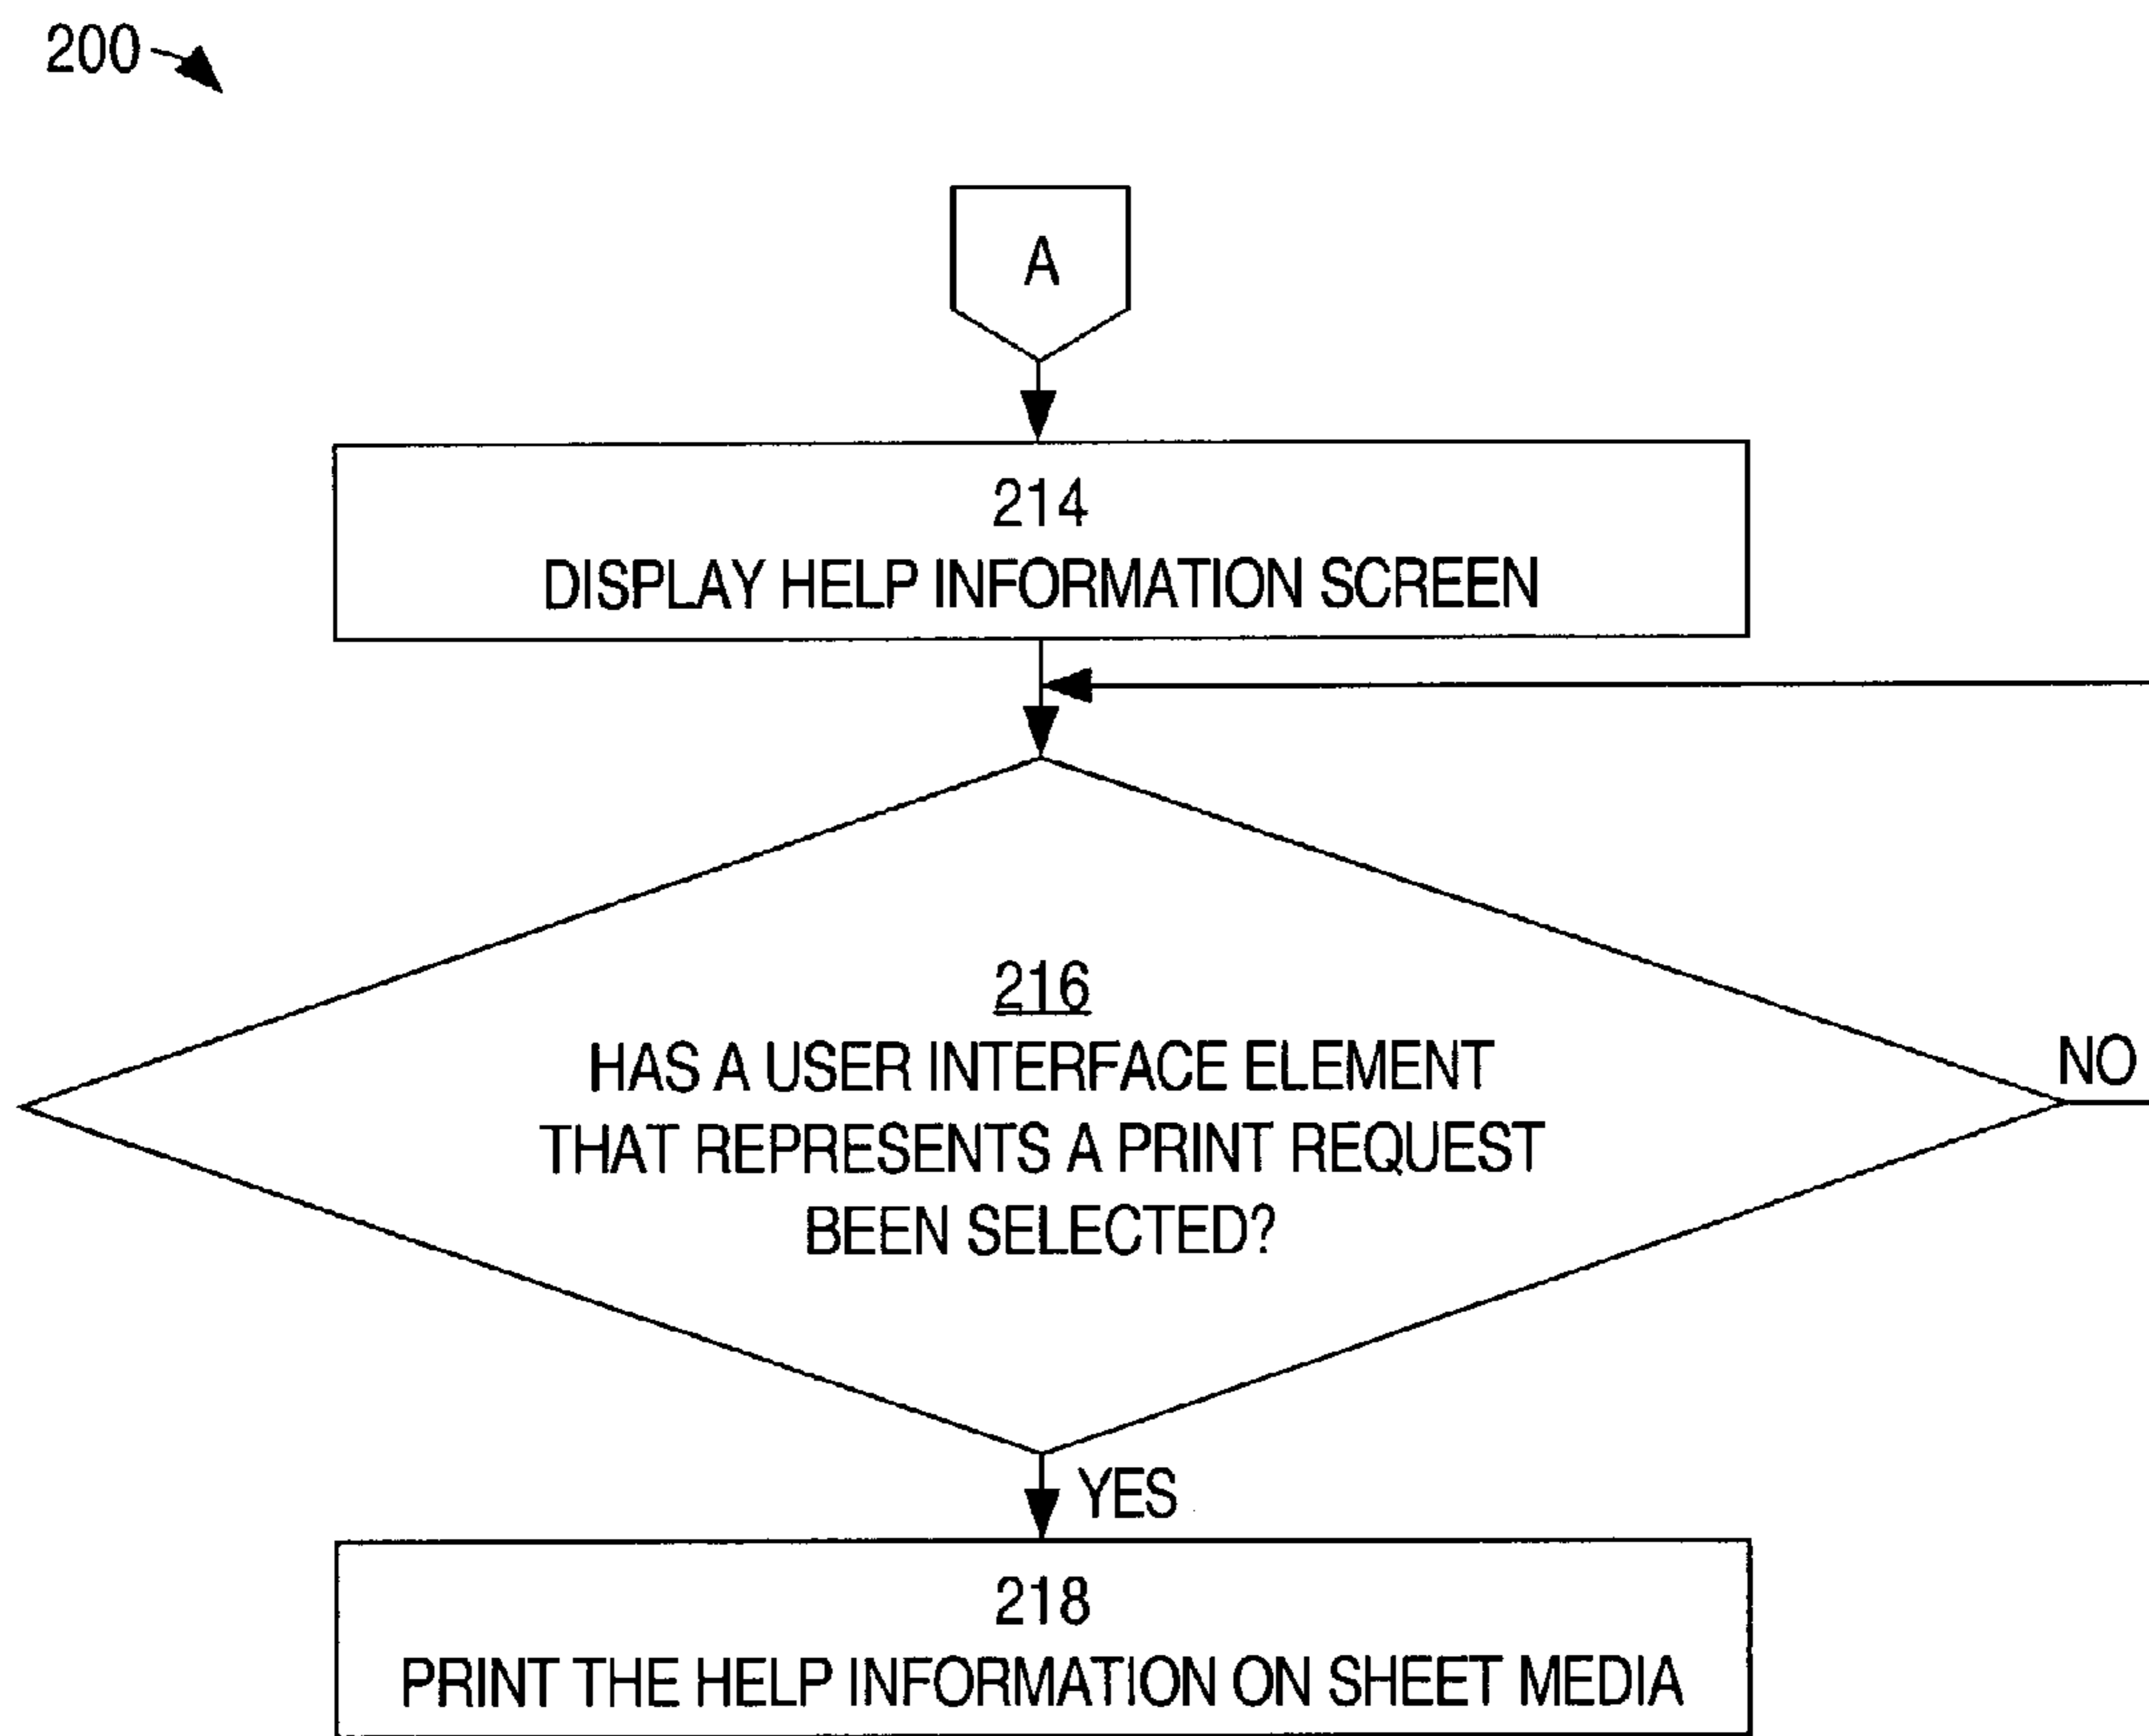 200
A
214
DISPLAY HELP INFORMATION SCREEN
216
HAS A USER INTERFACE ELEMENT
THAT REPRESENTS A PRINT REQUEST
BEEN SELECTED?
NO
YES
218
PRINT THE HELP INFORMATION ON SHEET MEDIA